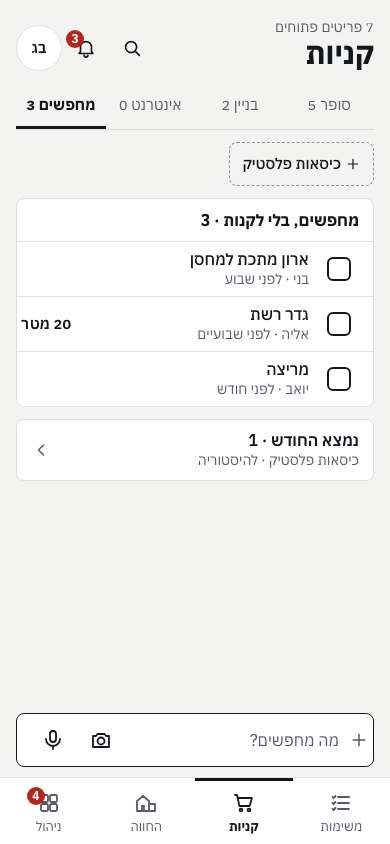 7 פריטים פתוחים
קניות
3
בג
סופר 5
בניין 2
אינטרנט 0
מחפשים 3
+ כיסאות פלסטיק
מחפשים, בלי לקנות · 3
ארון מתכת למחסן
בני · לפני שבוע
גדר רשת
אליה · לפני שבועיים
20 מטר
מריצה
יואב · לפני חודש
נמצא החודש · 1
כיסאות פלסטיק · להיסטוריה
+ מה מחפשים?
משימות
קניות
החווה
4
ניהול